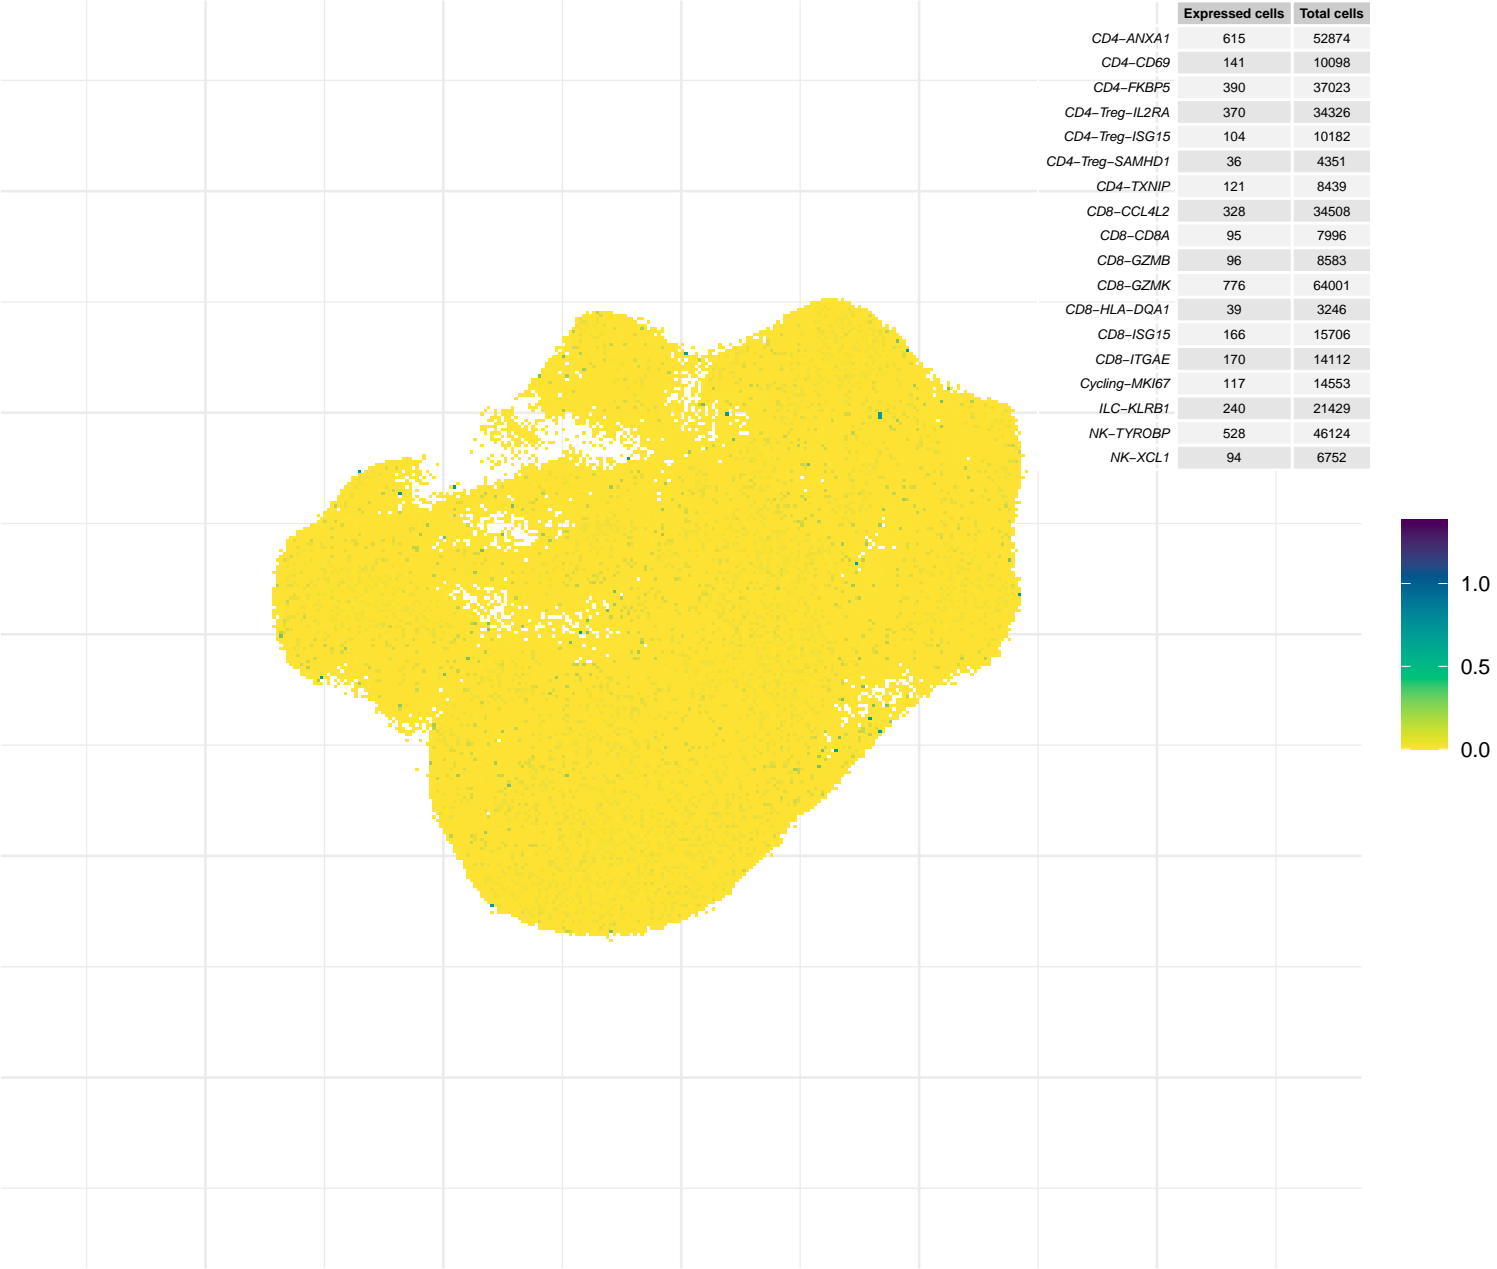 Expressed cells Total cells
CD4−ANXA1 615 52874
CD4−CD69 141 10098
CD4−FKBP5 390 37023
CD4−Treg−IL2RA 370 34326
CD4−Treg−ISG15 104 10182
CD4−Treg−SAMHD1 36 4351
CD4−TXNIP 121 8439
CD8−CCL4L2 328 34508
CD8−CD8A 95 7996
CD8−GZMB 96 8583
CD8−GZMK 776 64001
CD8−HLA−DQA1 39 3246
CD8−ISG15 166 15706
CD8−ITGAE 170 14112
Cycling−MKI67 117 14553
ILC−KLRB1 240 21429
NK−TYROBP 528 46124
NK−XCL1 94 6752
1.0
0.5
0.0